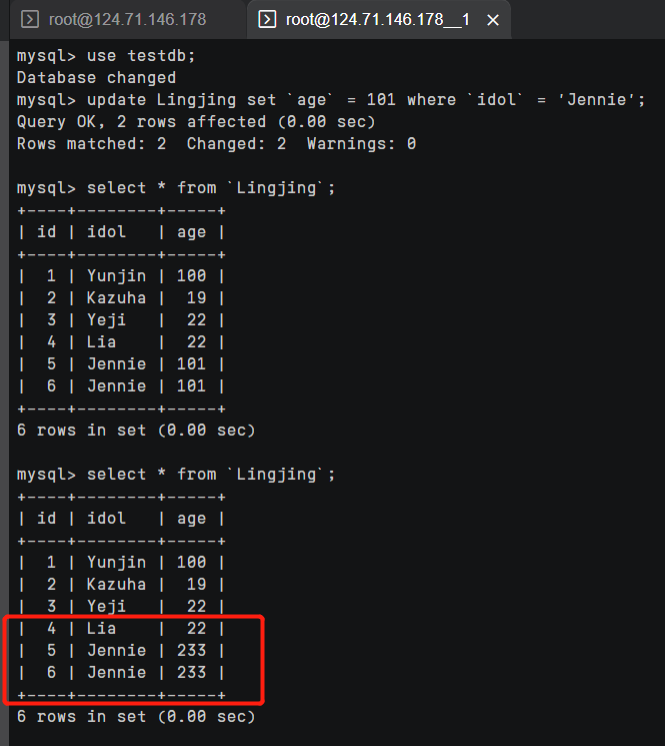 root@124.71.146.178 root@124.71.146.178__1 ×
mysql> use testdb;
Database changed
mysql> update Lingjing set `age` = 101 where `idol` = 'Jennie';
Query OK, 2 rows affected (0.00 sec)
Rows matched: 2  Changed: 2  Warnings: 0
mysql> select * from `Lingjing`;
+----+--------+-----+
| id | idol   | age |
+----+--------+-----+
|  1 | Yunjin | 100 |
|  2 | Kazuha |  19 |
|  3 | Yeji   |  22 |
|  4 | Lia    |  22 |
|  5 | Jennie | 101 |
|  6 | Jennie | 101 |
+----+--------+-----+
6 rows in set (0.00 sec)
mysql> select * from `Lingjing`;
+----+--------+-----+
| id | idol   | age |
+----+--------+-----+
|  1 | Yunjin | 100 |
|  2 | Kazuha |  19 |
|  3 | Yeji   |  22 |
|  4 | Lia    |  22 |
|  5 | Jennie | 233 |
|  6 | Jennie | 233 |
+----+--------+-----+
6 rows in set (0.00 sec)